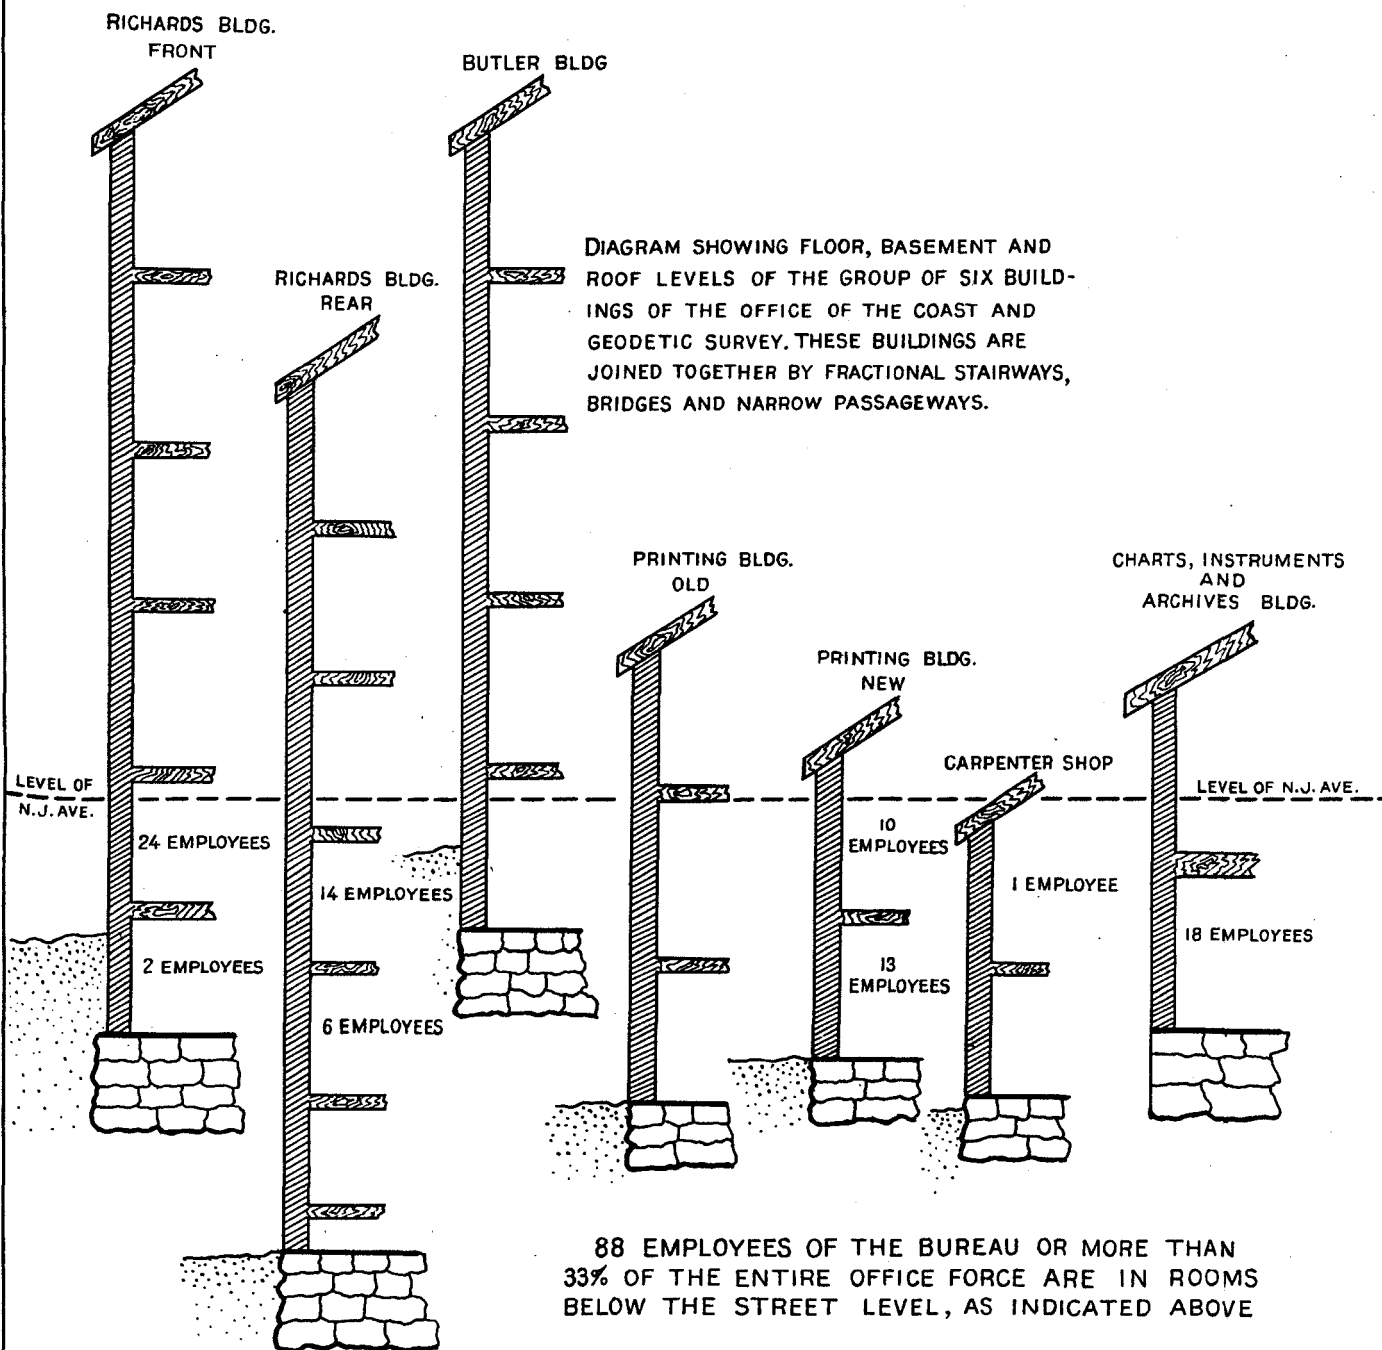 RICHARDS BLDG.
FRONT
BUTLER BLDG
DIAGRAM SHOWING FLOOR, BASEMENT AND
ROOF LEVELS OF THE GROUP OF SIX BUILD-
INGS OF THE OFFICE OF THE COAST AND
GEODETIC SURVEY. THESE BUILDINGS ARE
JOINED TOGETHER BY FRACTIONAL STAIRWAYS,
BRIDGES AND NARROW PASSAGEWAYS.
RICHARDS BLDG.
REAR
PRINTING BLDG.
OLD
CHARTS, INSTRUMENTS
AND
ARCHIVES BLDG.
PRINTING BLDG.
NEW
CARPENTER SHOP
LEVEL OF
N.J. AVE.
LEVEL OF N.J. AVE.
24 EMPLOYEES
10
EMPLOYEES
14 EMPLOYEES
1 EMPLOYEE
18 EMPLOYEES
2 EMPLOYEES
13
EMPLOYEES
6 EMPLOYEES
88 EMPLOYEES OF THE BUREAU OR MORE THAN
33% OF THE ENTIRE OFFICE FORCE ARE IN ROOMS
BELOW THE STREET LEVEL, AS INDICATED ABOVE